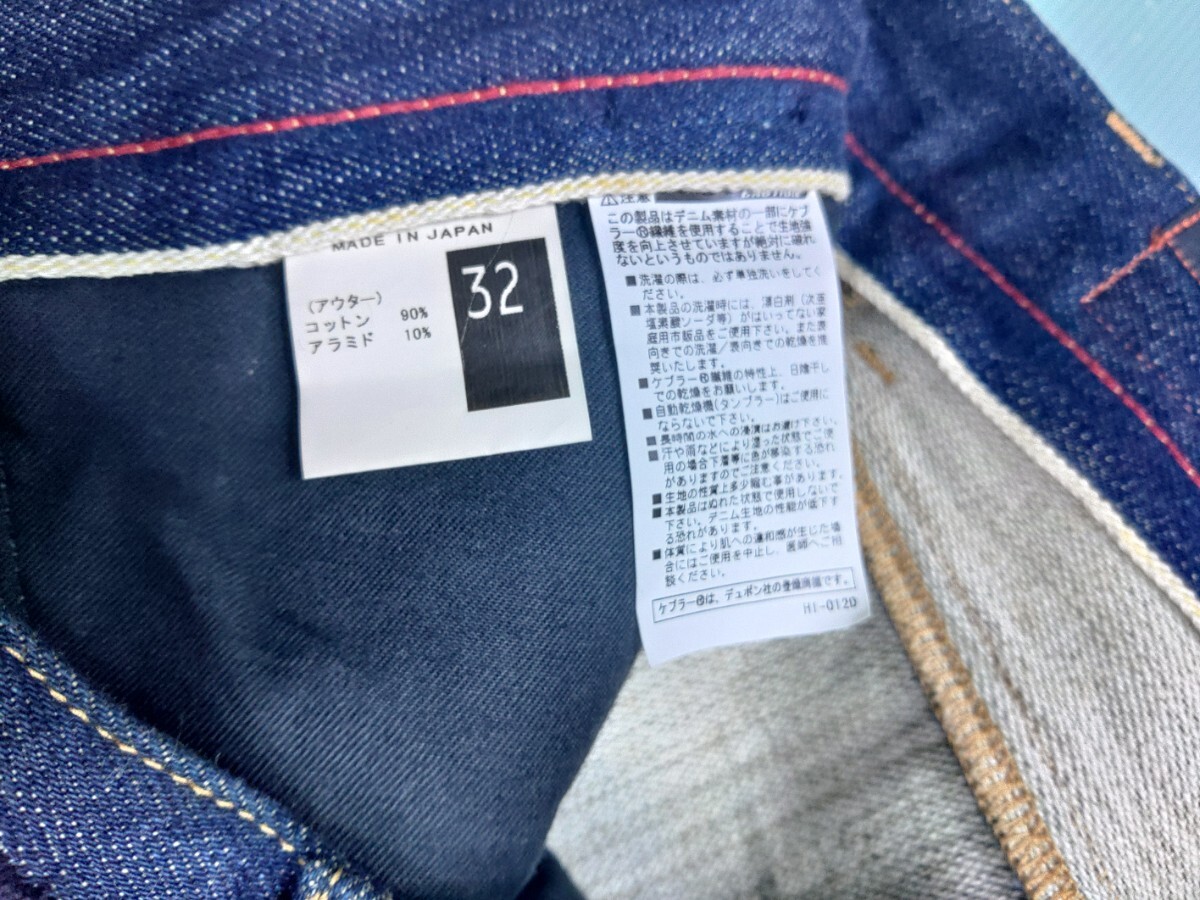 MADE IN JAPAN
32
(アウター)
コットン 90%
アラミド 10%
⚠注意
この製品はデニム素材の一部にケブ
ラー®繊維を使用することで生地強
度を向上させていますが絶対に破れ
ないというものではありません。
■洗濯の際は、必ず単独洗いをしてく
ださい。
■本製品の洗濯時には、漂白剤(次亜
塩素酸ソーダ等)がはいってない家
庭用市販品をご使用下さい。また裏
向きでの洗濯/裏向きでの乾燥を推
奨いたします。
■ケブラー®繊維の特性上、日陰干し
での乾燥をお願いします。
■自動乾燥機(タンブラー)はご使用に
ならないで下さい。
■長時間の水への浸漬はお避け下さい。
■汗や雨などにより湿った状態でご使
用の場合下着等に色が移染する恐れ
がありますのでご注意ください。
■生地の性質上多少縮む事があります。
■本製品はぬれた状態で使用しないで
下さい。デニム生地の性能が低下す
る恐れがあります。
■体質により肌への違和感が生じた場
合にはご使用を中止し、医師へご相
談ください。
ケブラー®は、デュポン社の登録商標です。
HI-0120